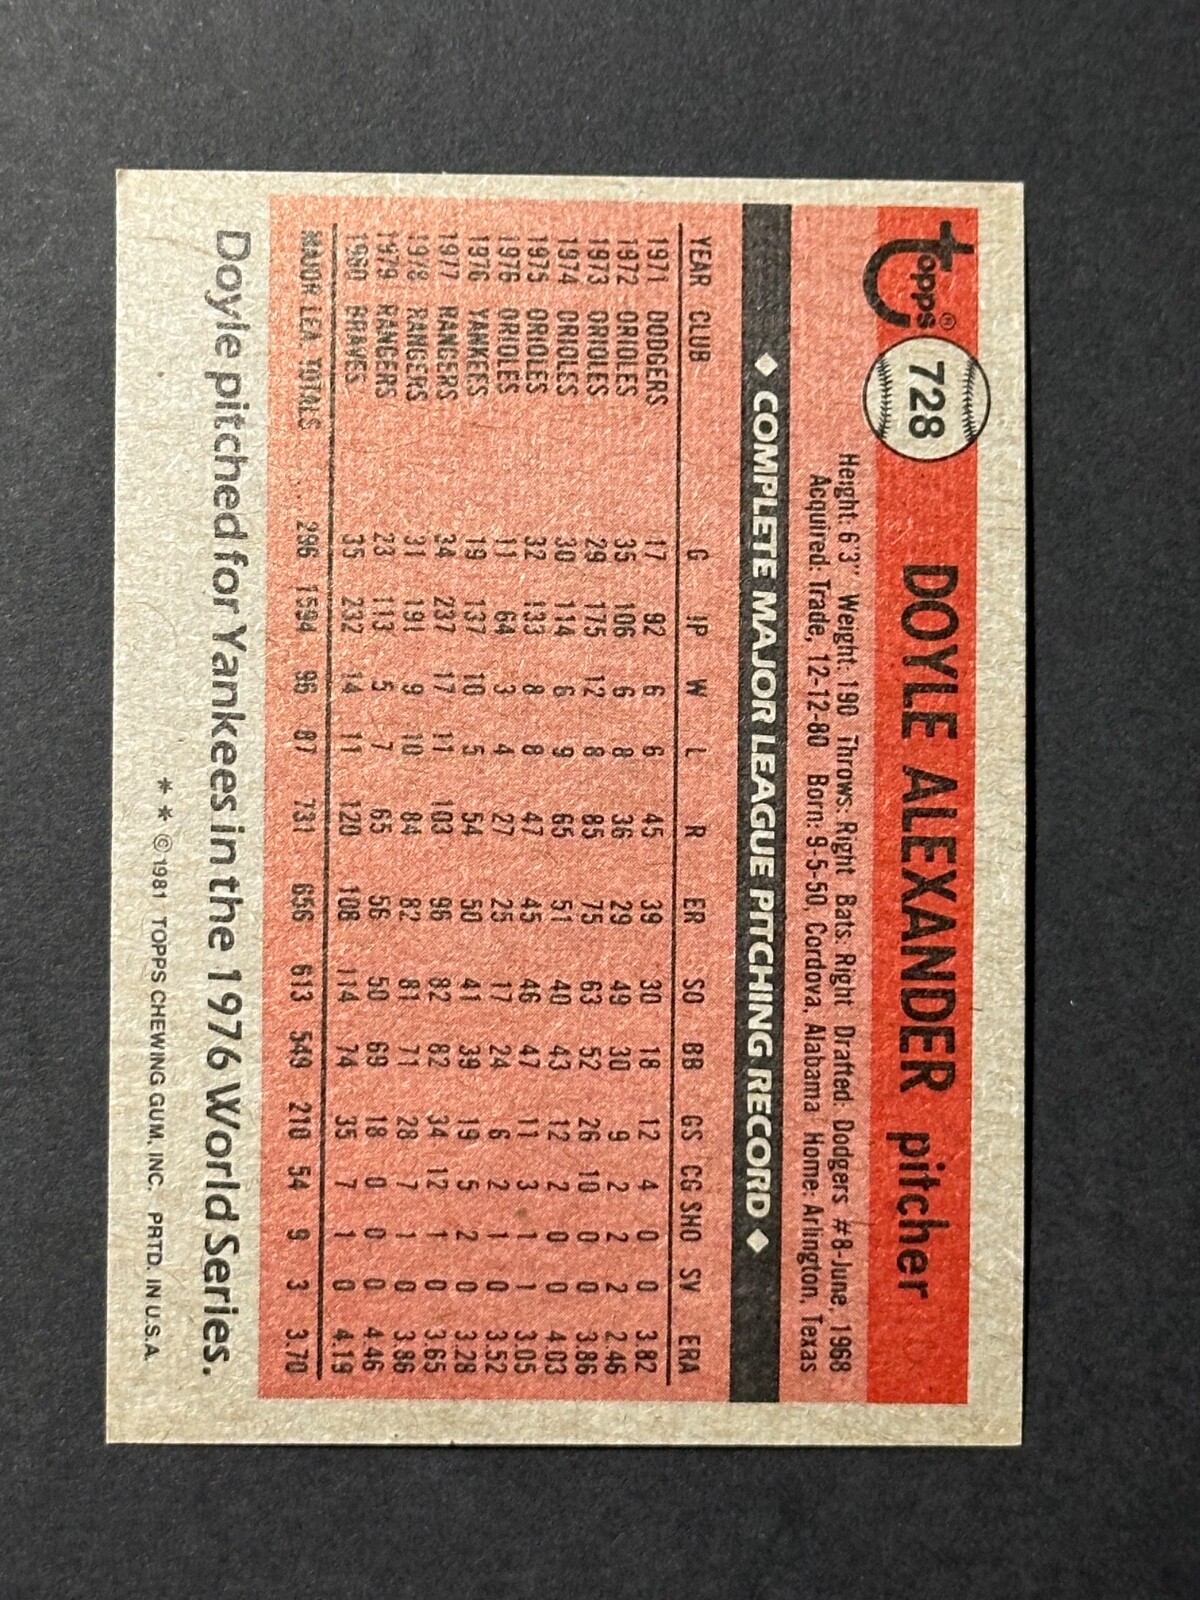 topps®
728
DOYLE ALEXANDER pitcher
Height: 6'3" Weight: 190 Throws: Right Bats: Right Drafted: Dodgers #8-June, 1968
Acquired: Trade, 12-12-80 Born: 9-5-50, Cordova, Alabama Home: Arlington, Texas
◆ COMPLETE MAJOR LEAGUE PITCHING RECORD ◆
YEAR CLUB G IP W L R ER SO BB GS CG SHO SV ERA
1971 DODGERS 17 92 6 6 45 39 30 18 12 4 0 0 3.82
1972 ORIOLES 35 106 6 8 36 29 49 30 9 2 2 2 2.46
1973 ORIOLES 29 175 12 8 85 75 63 52 26 10 0 0 3.86
1974 ORIOLES 30 114 6 9 65 51 40 43 12 2 0 0 4.03
1975 ORIOLES 32 133 8 8 47 45 46 47 11 3 1 1 3.05
1976 ORIOLES 11 64 3 4 27 25 17 24 6 2 1 0 3.52
1976 YANKEES 19 137 10 5 54 50 41 39 19 5 2 0 3.28
1977 RANGERS 34 237 17 11 103 96 82 82 34 12 1 0 3.65
1978 RANGERS 31 191 9 10 84 82 81 71 28 7 1 0 3.86
1979 RANGERS 23 113 5 7 65 56 50 69 18 0 0 0 4.46
1980 BRAVES 35 232 14 11 120 108 114 74 35 7 1 0 4.19
MAJOR LEA. TOTALS 296 1594 96 87 731 656 613 549 210 54 9 3 3.70
Doyle pitched for Yankees in the 1976 World Series.
* * © 1981 TOPPS CHEWING GUM, INC. PRTD. IN U.S.A.